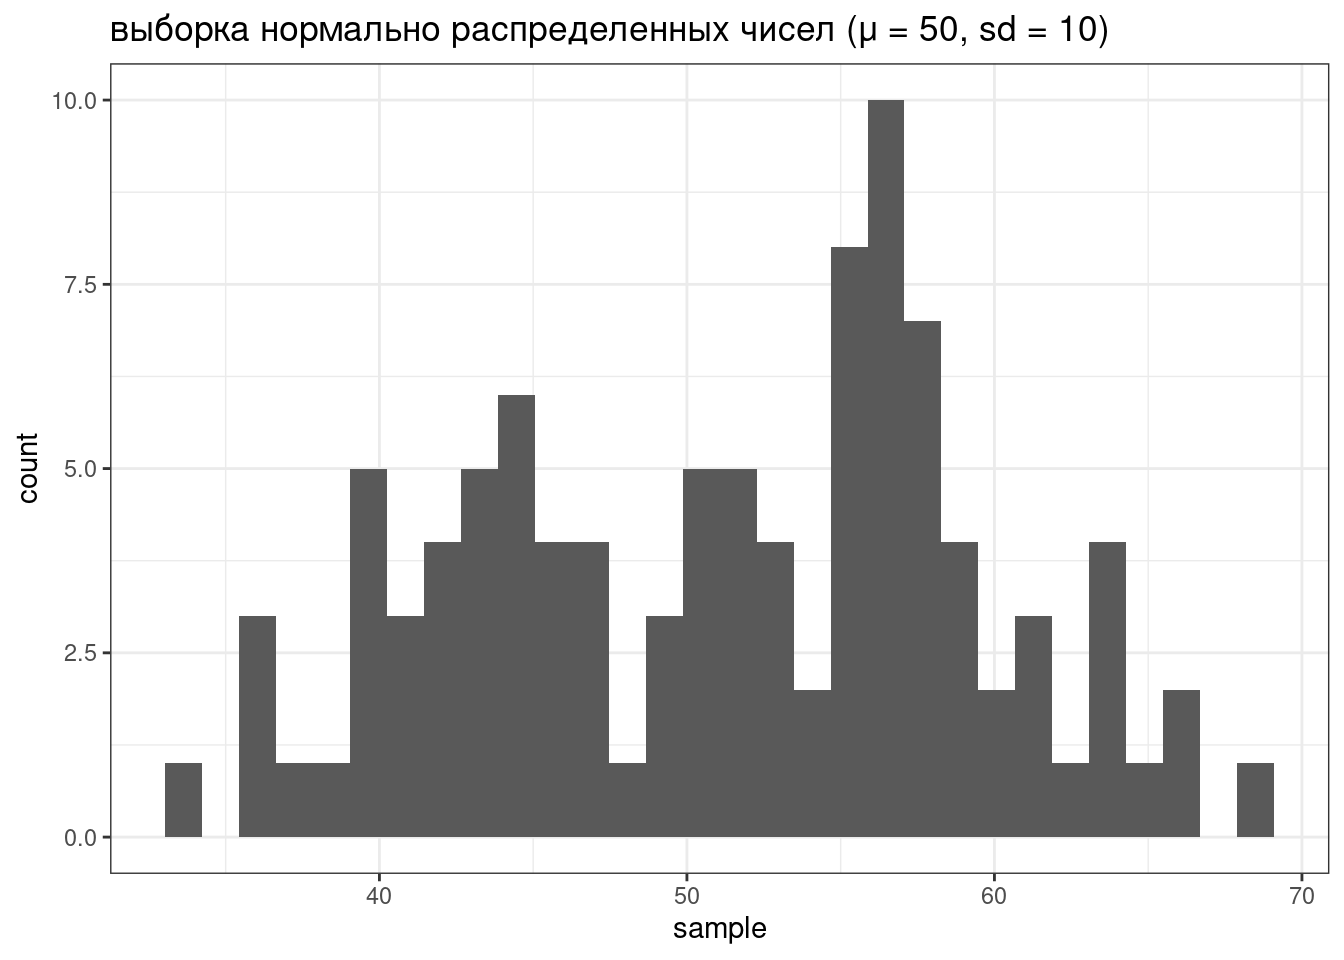 выборка нормально распределенных чисел (μ = 50, sd = 10)
10.0
7.5
5.0
2.5
0.0
count
40 50 60 70
sample